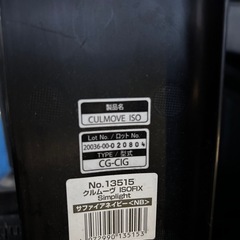 製品名
CULMOVE ISO
Lot No. / ロット No.
20036-00-020804
TYPE / 型式
CG-CIG
No.13515
クルムーヴ ISOFIX
Simplight
サファイアネイビー<NB>